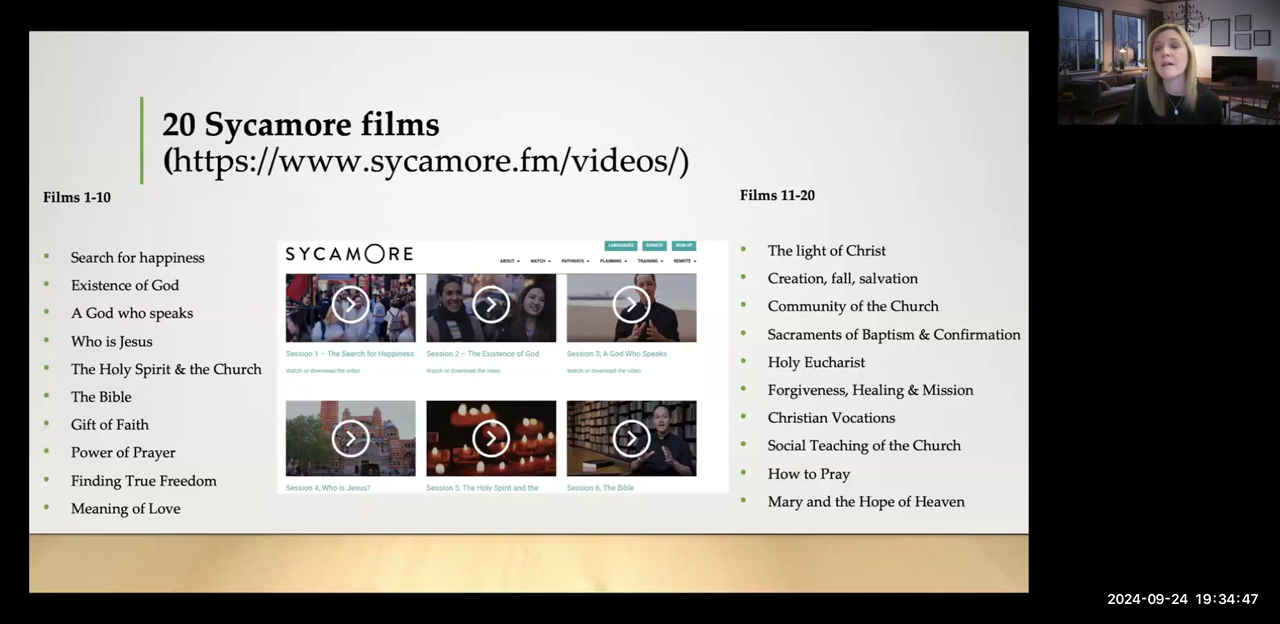 20 Sycamore films
(https://www.sycamore.fm/videos/)
Films 1-10
Search for happiness
Existence of God
A God who speaks
Who is Jesus
The Holy Spirit & the Church
The Bible
Gift of Faith
Power of Prayer
Finding True Freedom
Meaning of Love
LANGUAGES DONATE SIGN UP
SYCAMORE
ABOUT WATCH PATHWAYS PLANNING TRAINING REMOTE
Session 1 – The Search for Happiness Session 2 – The Existence of God Session 3, A God Who Speaks
Watch or download the video Watch or download the video Watch or download the video
Session 4, Who is Jesus? Session 5, The Holy Spirit and the Session 6, The Bible
Films 11-20
The light of Christ
Creation, fall, salvation
Community of the Church
Sacraments of Baptism & Confirmation
Holy Eucharist
Forgiveness, Healing & Mission
Christian Vocations
Social Teaching of the Church
How to Pray
Mary and the Hope of Heaven
2024-09-24 19:34:47